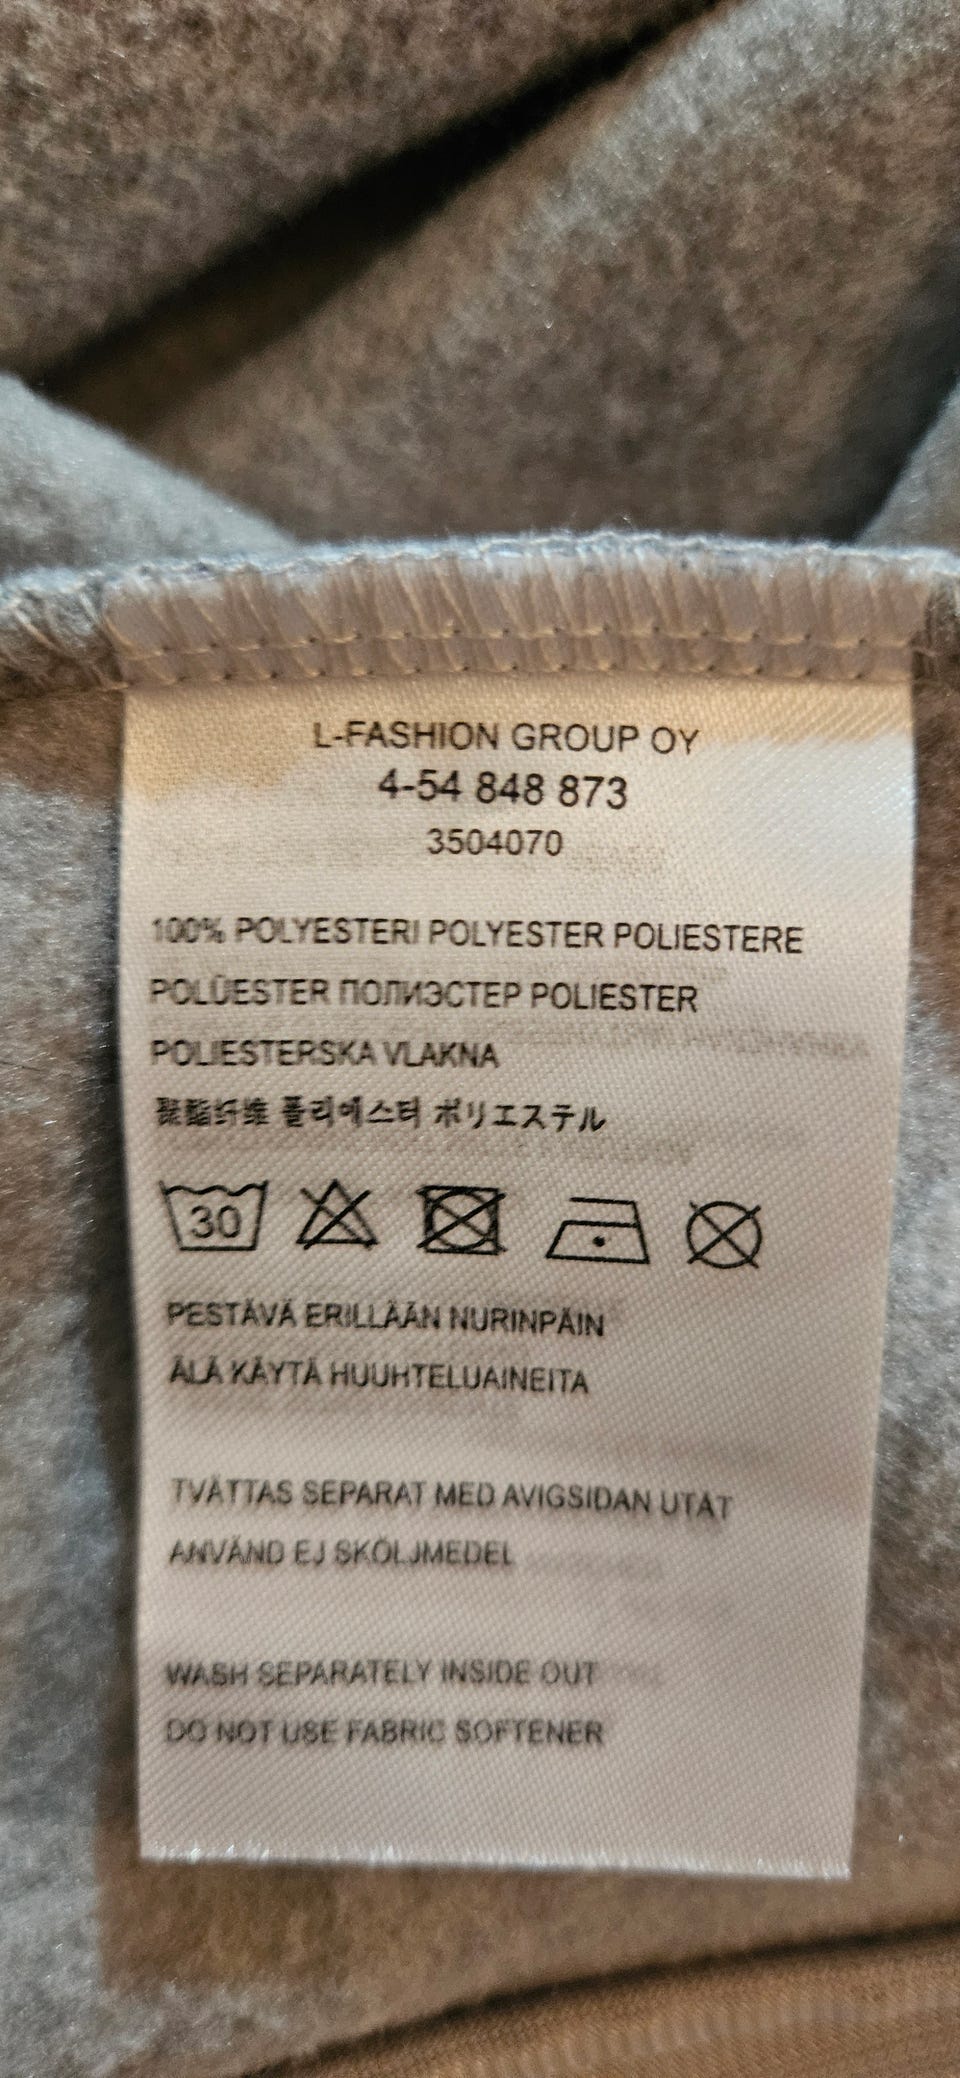 L-FASHION GROUP OY
4-54 848 873
3504070
100% POLYESTERI POLYESTER POLIESTERE
POLÜESTER ПОЛИЭСТЕР POLIESTER
POLIESTERSKA VLAKNA
聚酯纤维 폴리에스터 ポリエステル
30
PESTÄVÄ ERILLÄÄN NURINPÄIN
ÄLÄ KÄYTÄ HUUHTELUAINEITA
TVÄTTAS SEPARAT MED AVIGSIDAN UTÅT
ANVÄND EJ SKÖLJMEDEL
WASH SEPARATELY INSIDE OUT
DO NOT USE FABRIC SOFTENER